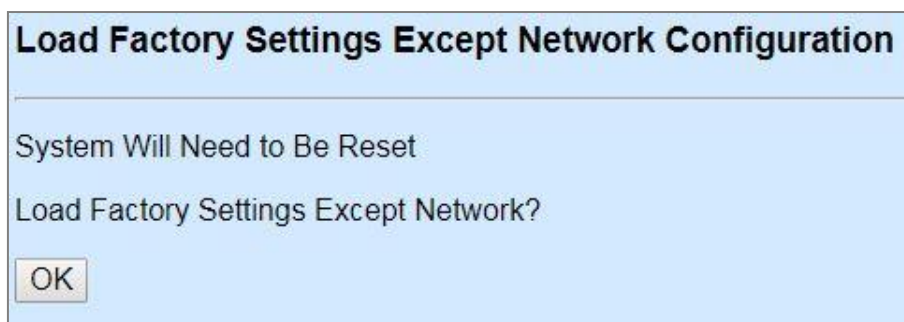 Load Factory Settings Except Network Configuration
System Will Need to Be Reset
Load Factory Settings Except Network?
OK